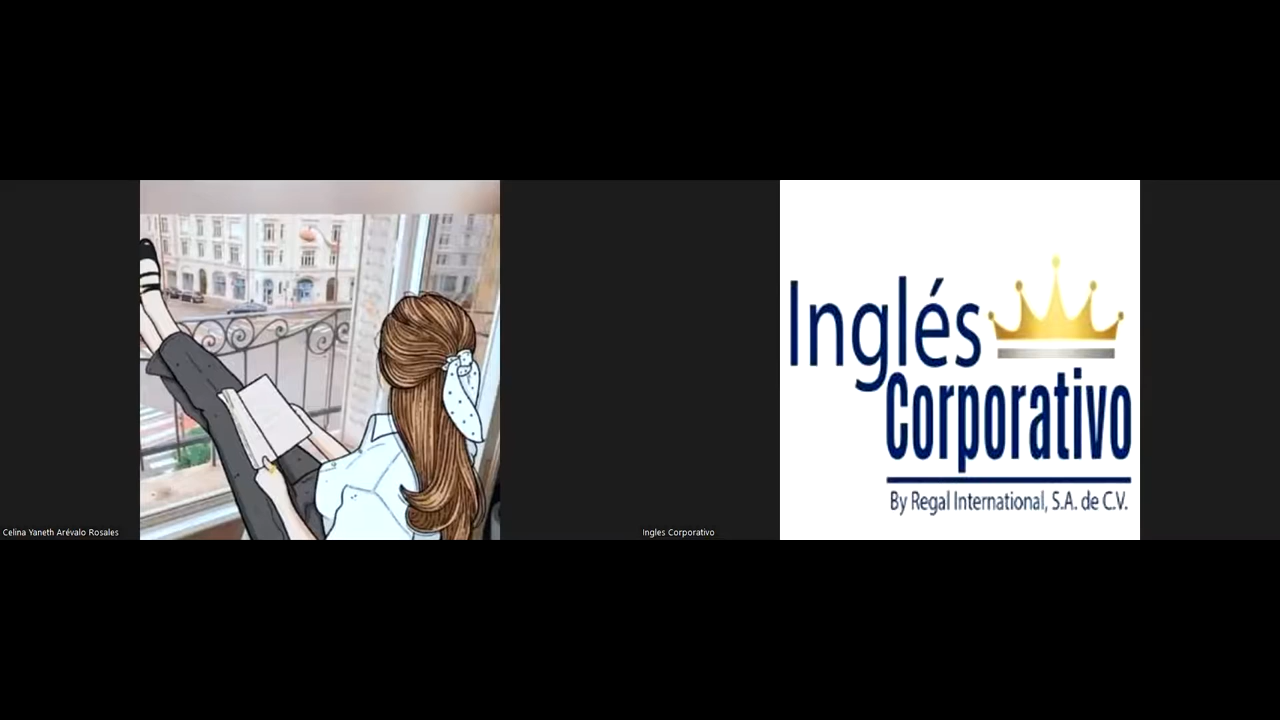 Inglés
Corporativo
By Regal International, S.A. de C.V.
Celina Yaneth Arévalo Rosales
Ingles Corporativo